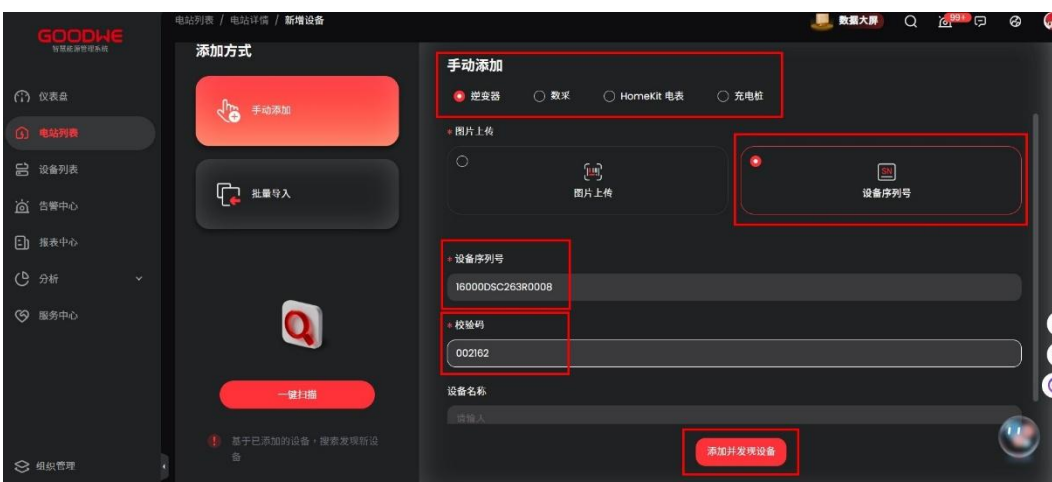 GOODWE
智慧能源管理系统
仪表盘
电站列表
设备列表
告警中心
报表中心
分析
服务中心
组织管理
电站列表 / 电站详情 / 新增设备
数据大屏
99+
添加方式
手动添加
批量导入
一键扫描
基于已添加的设备，搜索发现新设
备
手动添加
逆变器 数采 HomeKit 电表 充电桩
* 图片上传
图片上传
SN
设备序列号
* 设备序列号
16000DSC263R0008
* 校验码
002162
设备名称
请输入
添加并发现设备